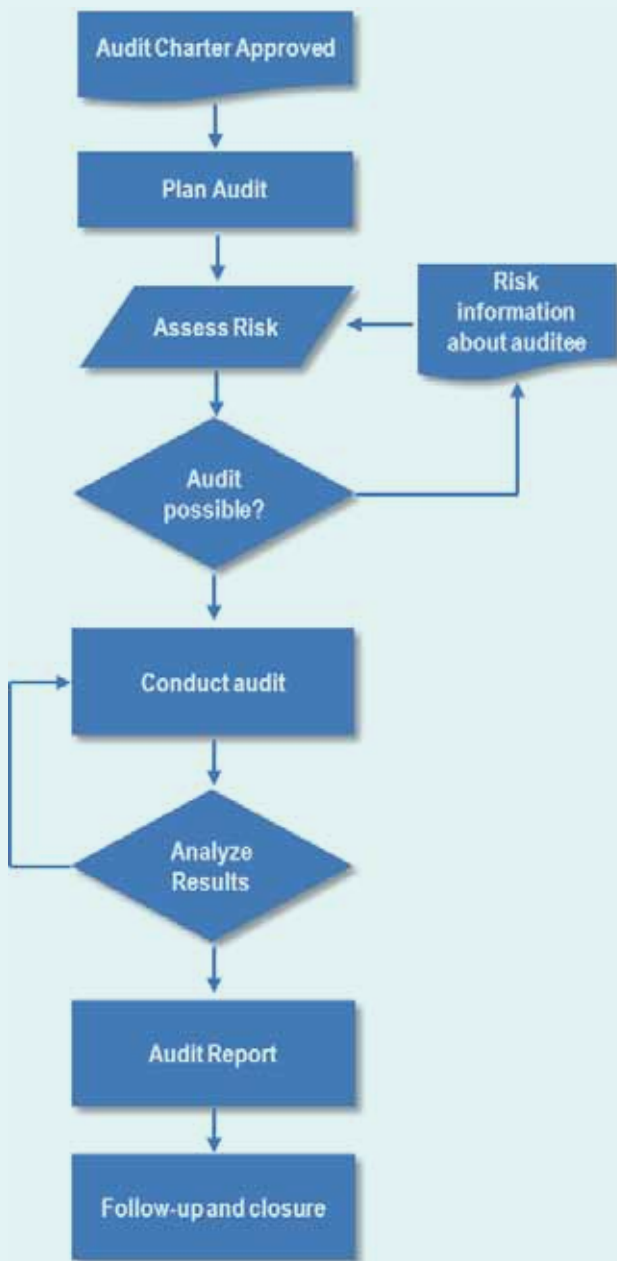 Audit Charter Approved
Plan Audit
Assess Risk
Risk
information
about auditee
Audit
possible?
Conduct audit
Analyze
Results
Audit Report
Follow-up and closure